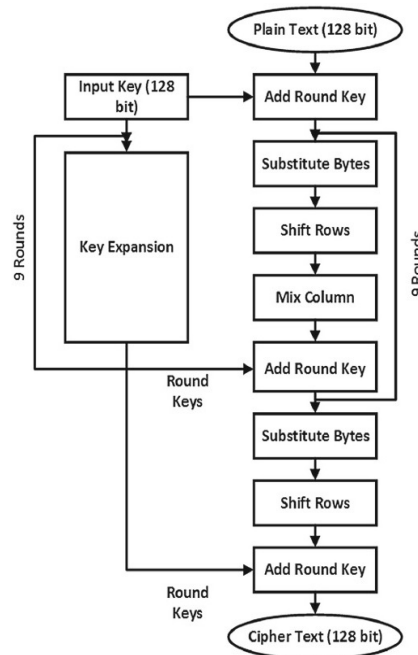 Plain Text (128 bit)
Input Key (128
bit)
Add Round Key
Substitute Bytes
Key Expansion
Shift Rows
9 Rounds
9 Rounds
Mix Column
Add Round Key
Round
Keys
Substitute Bytes
Shift Rows
Add Round Key
Round
Keys
Cipher Text (128 bit)